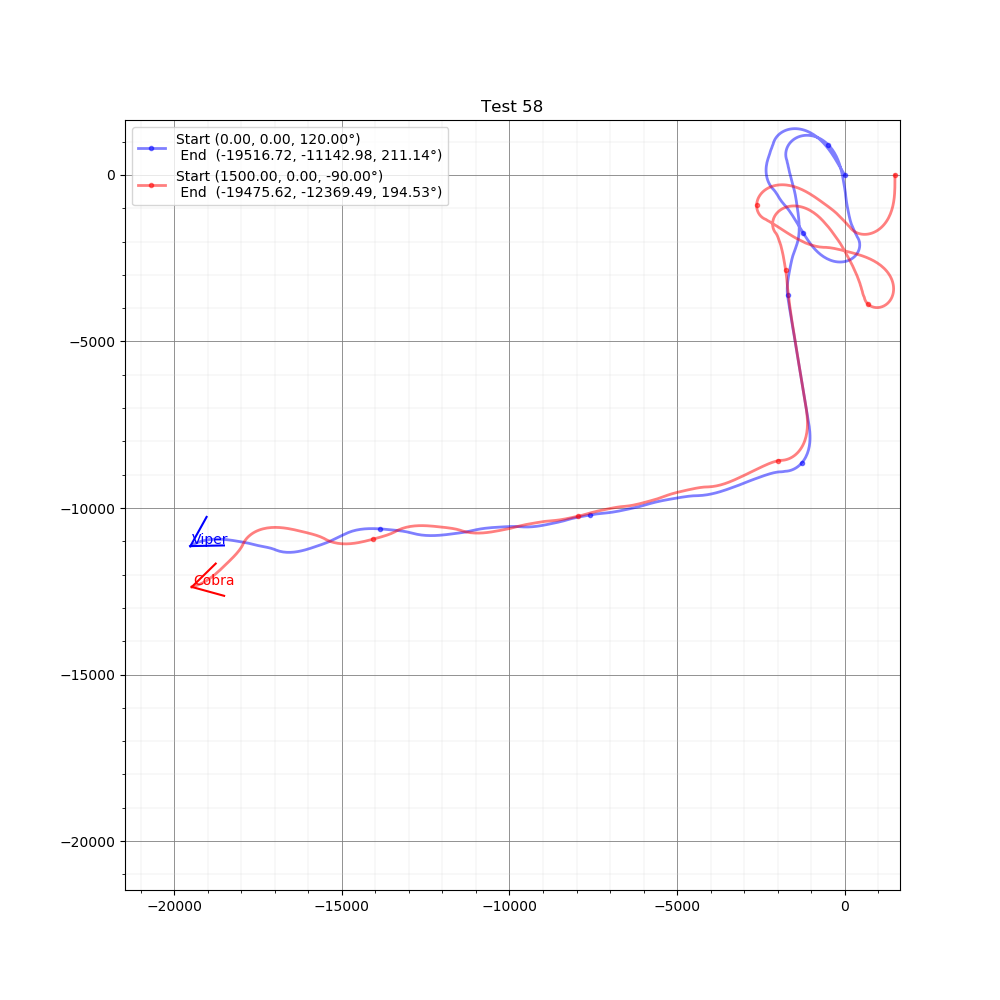 Test 58
Start (0.00, 0.00, 120.00°)
End  (-19516.72, -11142.98, 211.14°)
Start (1500.00, 0.00, -90.00°)
End  (-19475.62, -12369.49, 194.53°)
0
−5000
−10000
−15000
−20000
Viper
Cobra
−20000
−15000
−10000
−5000
0